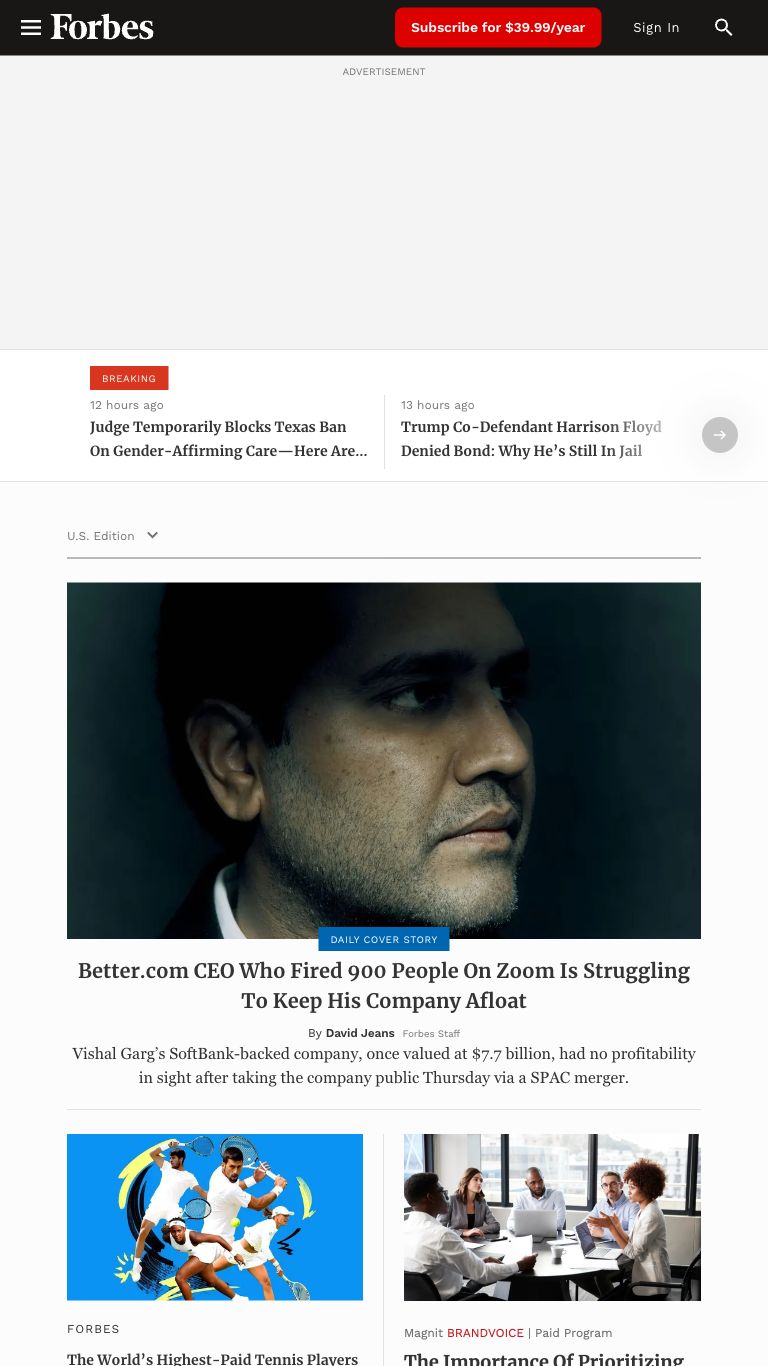 Forbes
Subscribe for $39.99/year
Sign In
ADVERTISEMENT
BREAKING
12 hours ago
Judge Temporarily Blocks Texas Ban
On Gender-Affirming Care—Here Are...
13 hours ago
Trump Co-Defendant Harrison Floyd
Denied Bond: Why He’s Still In Jail
U.S. Edition
DAILY COVER STORY
Better.com CEO Who Fired 900 People On Zoom Is Struggling
To Keep His Company Afloat
By David Jeans Forbes Staff
Vishal Garg’s SoftBank-backed company, once valued at $7.7 billion, had no profitability
in sight after taking the company public Thursday via a SPAC merger.
FORBES
The World’s Highest-Paid Tennis Players
Magnit BRANDVOICE | Paid Program
The Importance Of Prioritizing